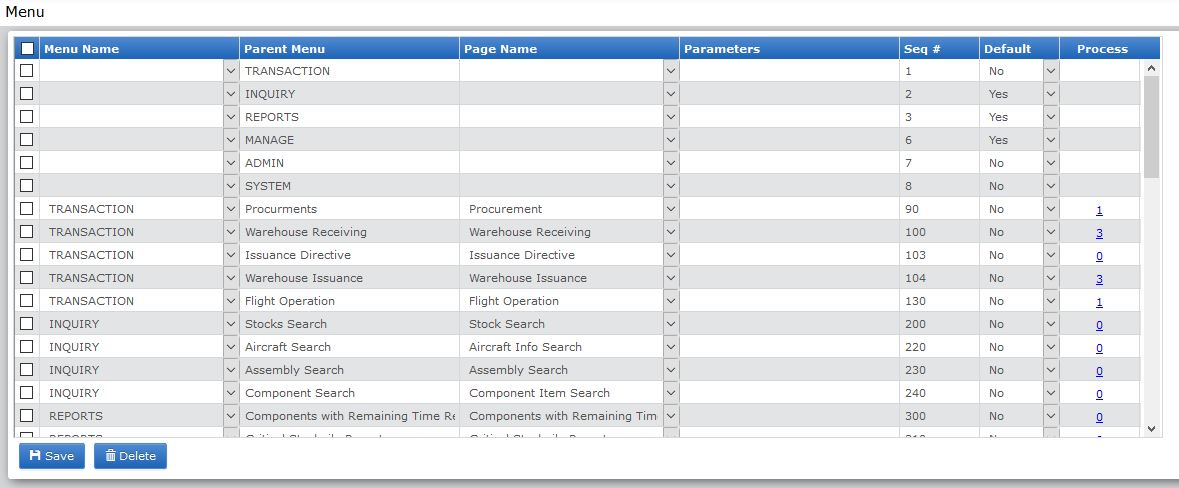 Menu
Menu Name Parent Menu Page Name Parameters Seq # Default Process
TRANSACTION 1 No
INQUIRY 2 Yes
REPORTS 3 Yes
MANAGE 6 Yes
ADMIN 7 No
SYSTEM 8 No
TRANSACTION Procurments Procurement 90 No 1
TRANSACTION Warehouse Receiving Warehouse Receiving 100 No 3
TRANSACTION Issuance Directive Issuance Directive 103 No 0
TRANSACTION Warehouse Issuance Warehouse Issuance 104 No 3
TRANSACTION Flight Operation Flight Operation 130 No 1
INQUIRY Stocks Search Stock Search 200 No 0
INQUIRY Aircraft Search Aircraft Info Search 220 No 0
INQUIRY Assembly Search Assembly Search 230 No 0
INQUIRY Component Search Component Item Search 240 No 0
REPORTS Components with Remaining Time Re Components with Remaining Tim 300 No 0
Save Delete